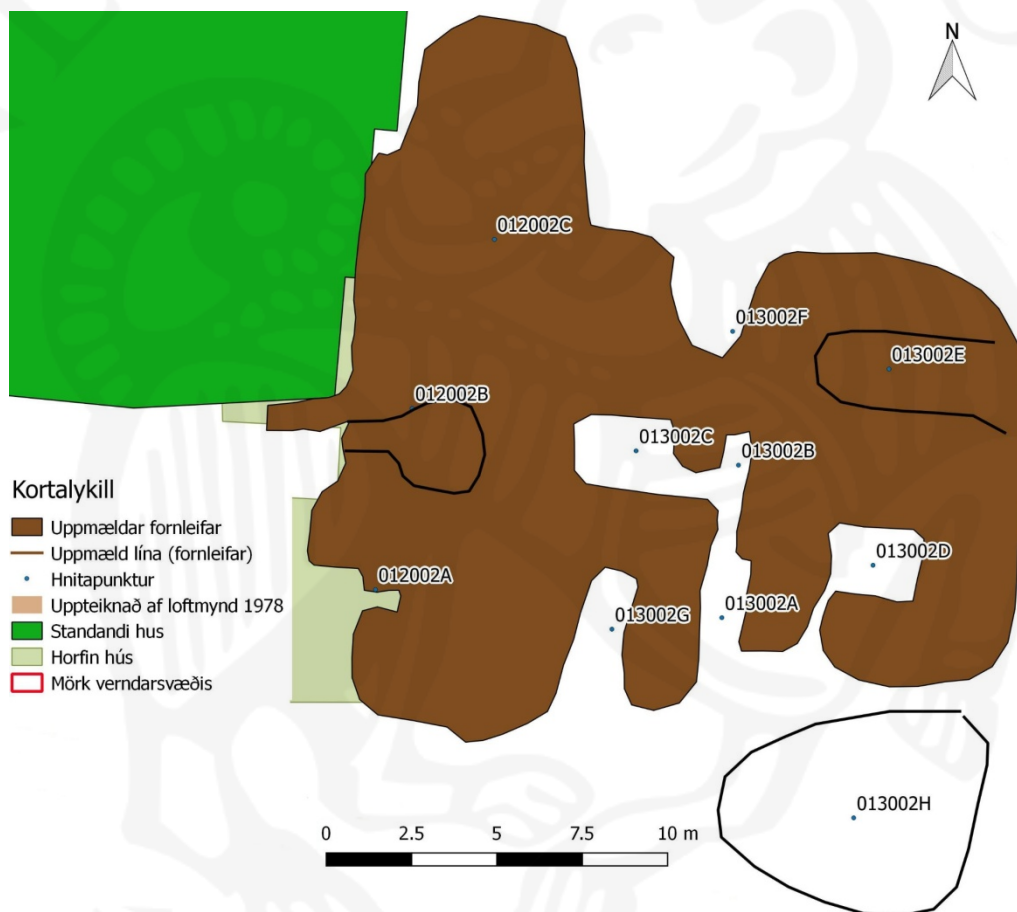 N
012002C
013002F
013002E
012002B
013002C
013002B
Kortalykill
Uppmældar fornleifar
Uppmæld lína (fornleifar)
Hnitapunktur
Uppteiknað af loftmynd 1978
Standandi hus
Horfin hús
Mörk verndarsvæðis
013002D
012002A
013002A
013002G
013002H
0 2.5 5 7.5 10 m